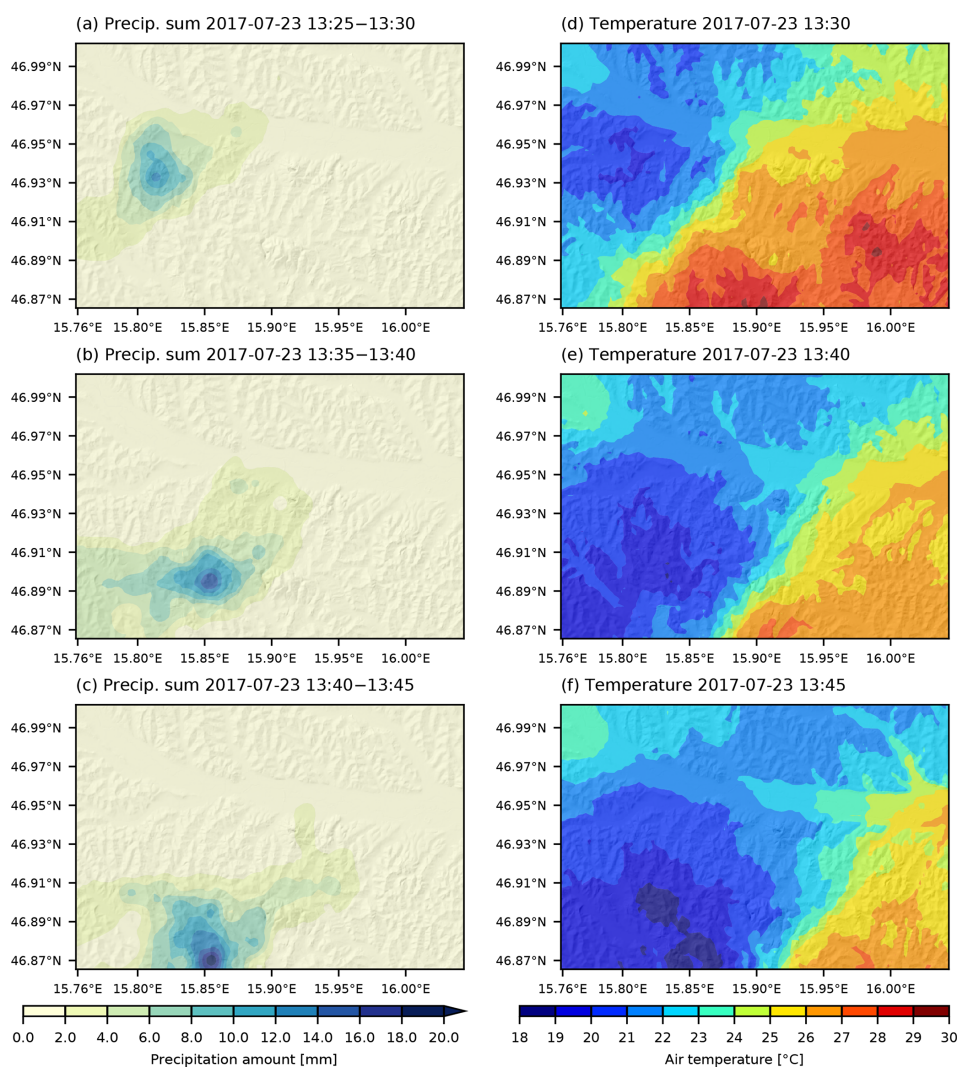 (a) Precip. sum 2017-07-23 13:25−13:30
46.99°N
46.97°N
46.95°N
46.93°N
46.91°N
46.89°N
46.87°N
15.76°E 15.80°E 15.85°E 15.90°E 15.95°E 16.00°E
(d) Temperature 2017-07-23 13:30
46.99°N
46.97°N
46.95°N
46.93°N
46.91°N
46.89°N
46.87°N
15.76°E 15.80°E 15.85°E 15.90°E 15.95°E 16.00°E
(b) Precip. sum 2017-07-23 13:35−13:40
46.99°N
46.97°N
46.95°N
46.93°N
46.91°N
46.89°N
46.87°N
15.76°E 15.80°E 15.85°E 15.90°E 15.95°E 16.00°E
(e) Temperature 2017-07-23 13:40
46.99°N
46.97°N
46.95°N
46.93°N
46.91°N
46.89°N
46.87°N
15.76°E 15.80°E 15.85°E 15.90°E 15.95°E 16.00°E
(c) Precip. sum 2017-07-23 13:40−13:45
46.99°N
46.97°N
46.95°N
46.93°N
46.91°N
46.89°N
46.87°N
15.76°E 15.80°E 15.85°E 15.90°E 15.95°E 16.00°E
(f) Temperature 2017-07-23 13:45
46.99°N
46.97°N
46.95°N
46.93°N
46.91°N
46.89°N
46.87°N
15.76°E 15.80°E 15.85°E 15.90°E 15.95°E 16.00°E
0.0 2.0 4.0 6.0 8.0 10.0 12.0 14.0 16.0 18.0 20.0
Precipitation amount [mm]
18 19 20 21 22 23 24 25 26 27 28 29 30
Air temperature [°C]